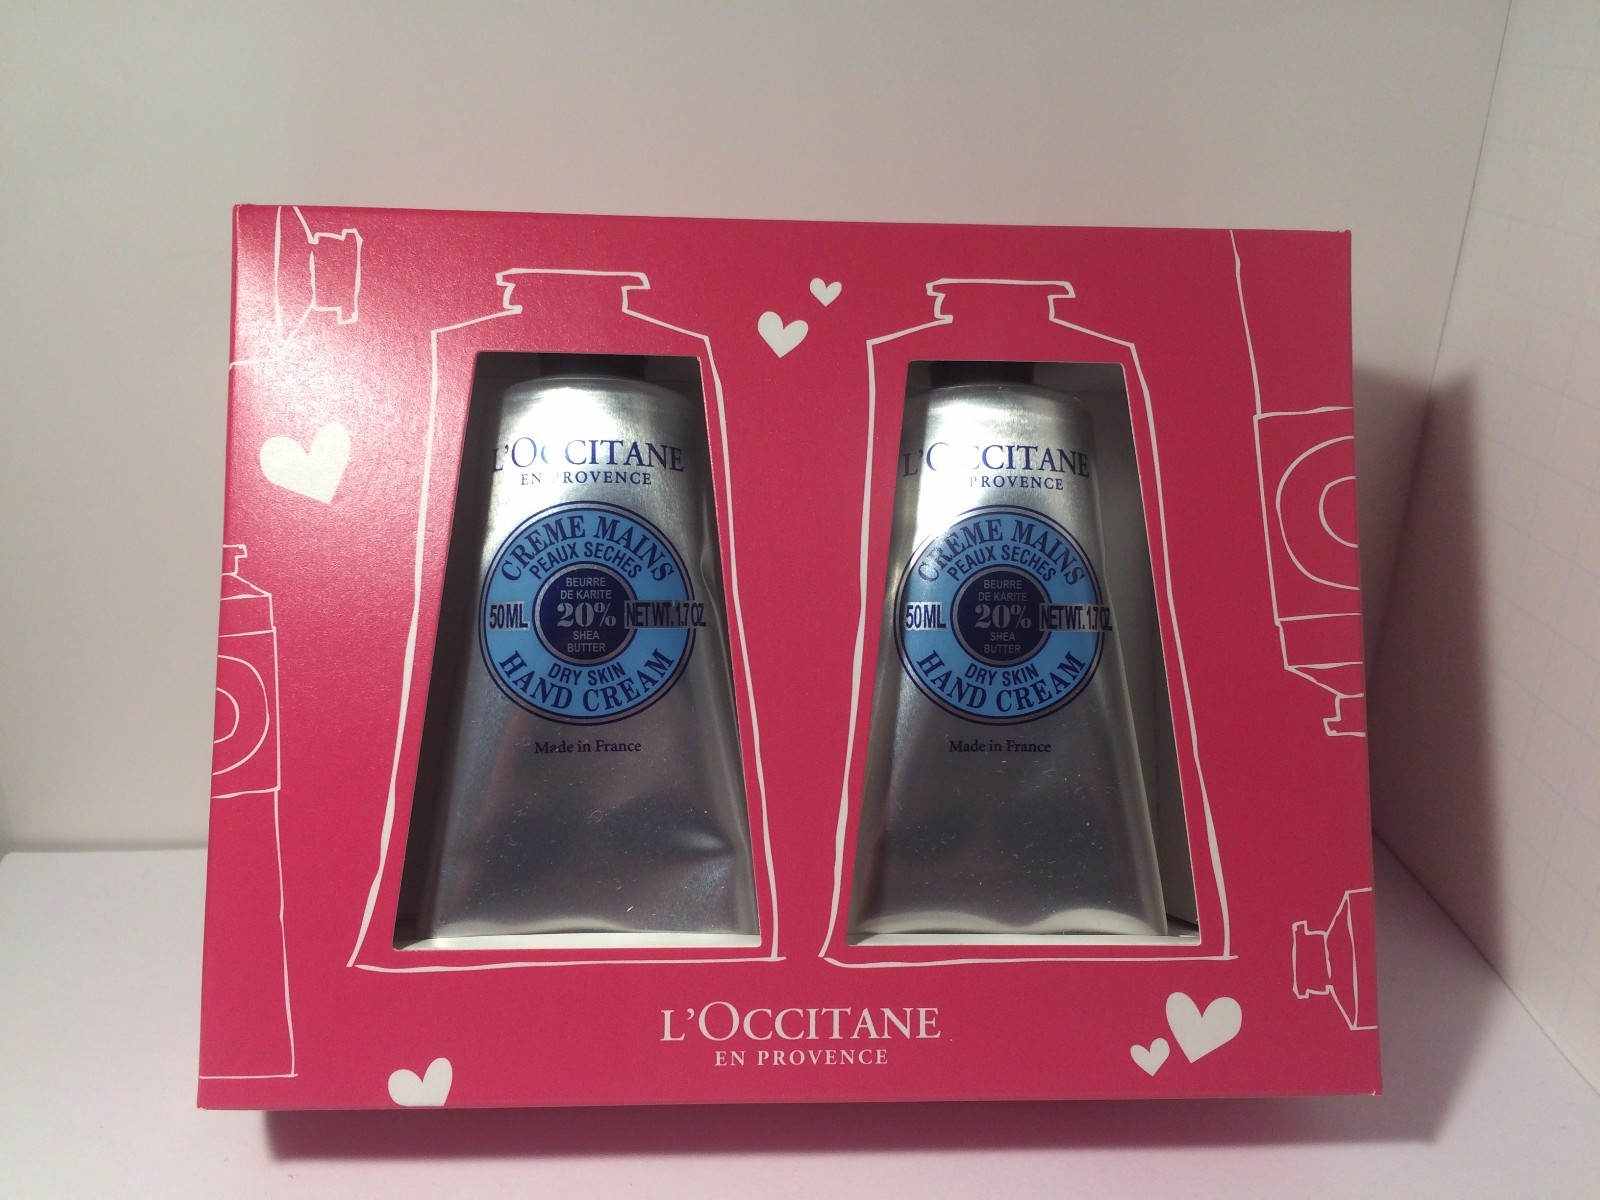 L'OCCITANE
EN PROVENCE
CREME MAINS
PEAUX SECHES
BEURRE
DE KARITE
50ML 20% NET WT. 1.7 OZ
SHEA
BUTTER
DRY SKIN
HAND CREAM
Made in France
L'OCCITANE
PROVENCE
CREME MAINS
PEAUX SECHES
BEURRE
DE KARITE
50ML 20% NET WT. 1.7 OZ
SHEA
BUTTER
DRY SKIN
HAND CREAM
Made in France
L'OCCITANE
EN PROVENCE